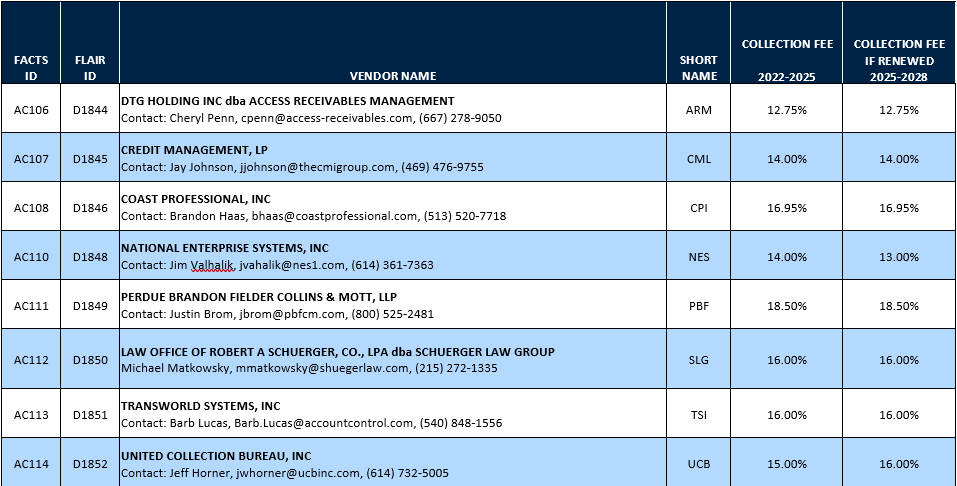 FACTS ID FLAIR ID VENDOR NAME SHORT NAME COLLECTION FEE 2022-2025 COLLECTION FEE IF RENEWED 2025-2028
AC106 D1844 DTG HOLDING INC dba ACCESS RECEIVABLES MANAGEMENT
Contact: Cheryl Penn, cpenn@access-receivables.com, (667) 278-9050 ARM 12.75% 12.75%
AC107 D1845 CREDIT MANAGEMENT, LP
Contact: Jay Johnson, jjohnson@thecmigroup.com, (469) 476-9755 CML 14.00% 14.00%
AC108 D1846 COAST PROFESSIONAL, INC
Contact: Brandon Haas, bhaas@coastprofessional.com, (513) 520-7718 CPI 16.95% 16.95%
AC110 D1848 NATIONAL ENTERPRISE SYSTEMS, INC
Contact: Jim Valhalik, jvahalik@nes1.com, (614) 361-7363 NES 14.00% 13.00%
AC111 D1849 PERDUE BRANDON FIELDER COLLINS & MOTT, LLP
Contact: Justin Brom, jbrom@pbfcm.com, (800) 525-2481 PBF 18.50% 18.50%
AC112 D1850 LAW OFFICE OF ROBERT A SCHUERGER, CO., LPA dba SCHUERGER LAW GROUP
Michael Matkowsky, mmatkowsky@shuegerlaw.com, (215) 272-1335 SLG 16.00% 16.00%
AC113 D1851 TRANSWORLD SYSTEMS, INC
Contact: Barb Lucas, Barb.Lucas@accountcontrol.com, (540) 848-1556 TSI 16.00% 16.00%
AC114 D1852 UNITED COLLECTION BUREAU, INC
Contact: Jeff Horner, jwhorner@ucbinc.com, (614) 732-5005 UCB 15.00% 16.00%